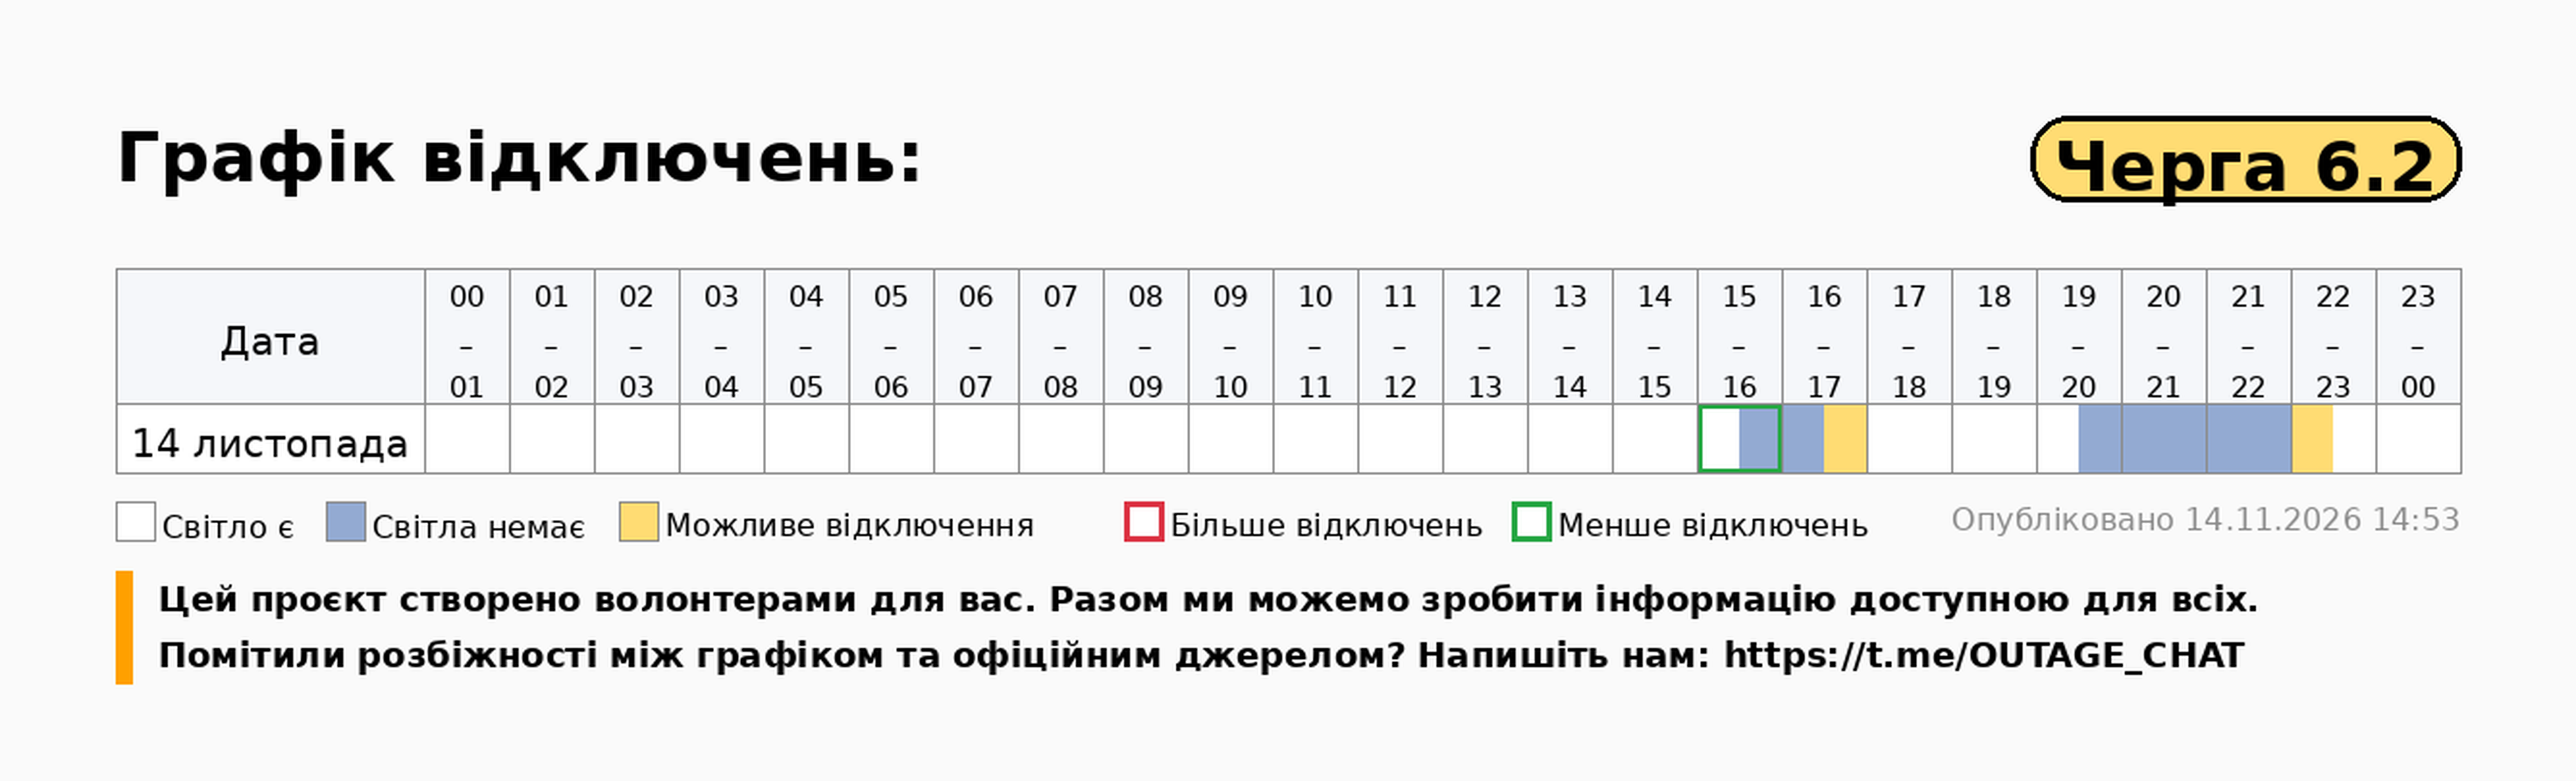 Графік відключень:
Черга 6.2
Дата
00 – 01
01 – 02
02 – 03
03 – 04
04 – 05
05 – 06
06 – 07
07 – 08
08 – 09
09 – 10
10 – 11
11 – 12
12 – 13
13 – 14
14 – 15
15 – 16
16 – 17
17 – 18
18 – 19
19 – 20
20 – 21
21 – 22
22 – 23
23 – 00
14 листопада
Світло є
Світла немає
Можливе відключення
Більше відключень
Менше відключень
Опубліковано 14.11.2026 14:53
Цей проєкт створено волонтерами для вас. Разом ми можемо зробити інформацію доступною для всіх.
Помітили розбіжності між графіком та офіційним джерелом? Напишіть нам: https://t.me/OUTAGE_CHAT